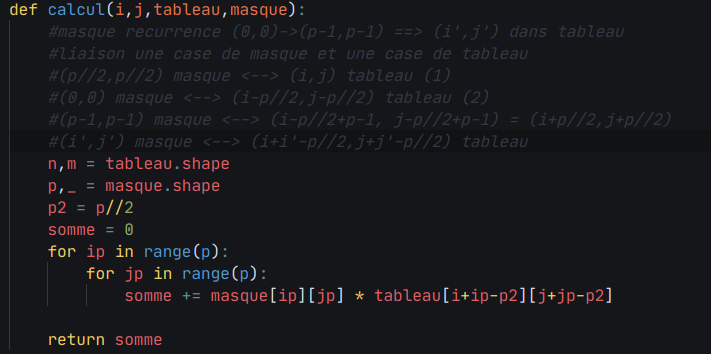 def calcul(i,j,tableau,masque):
#masque recurrence (0,0)->(p-1,p-1) ==> (i',j') dans tableau
#liaison une case de masque et une case de tableau
#(p//2,p//2) masque <--> (i,j) tableau (1)
#(0,0) masque <--> (i-p//2,j-p//2) tableau (2)
#(p-1,p-1) masque <--> (i-p//2+p-1, j-p//2+p-1) = (i+p//2,j+p//2)
#(i',j') masque <--> (i+i'-p//2,j+j'-p//2) tableau
n,m = tableau.shape
p,_ = masque.shape
p2 = p//2
somme = 0
for ip in range(p):
for jp in range(p):
somme += masque[ip][jp] * tableau[i+ip-p2][j+jp-p2]
return somme